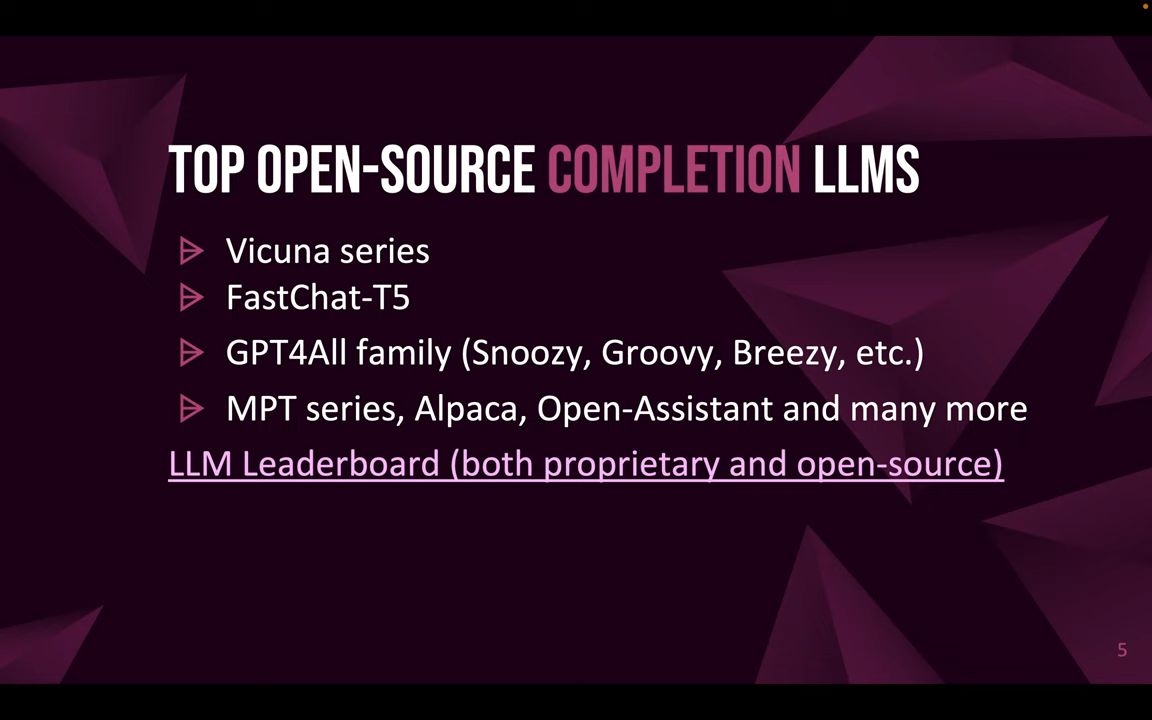 TOP OPEN-SOURCE COMPLETION LLMS
Vicuna series
FastChat-T5
GPT4All family (Snoozy, Groovy, Breezy, etc.)
MPT series, Alpaca, Open-Assistant and many more
LLM Leaderboard (both proprietary and open-source)
5